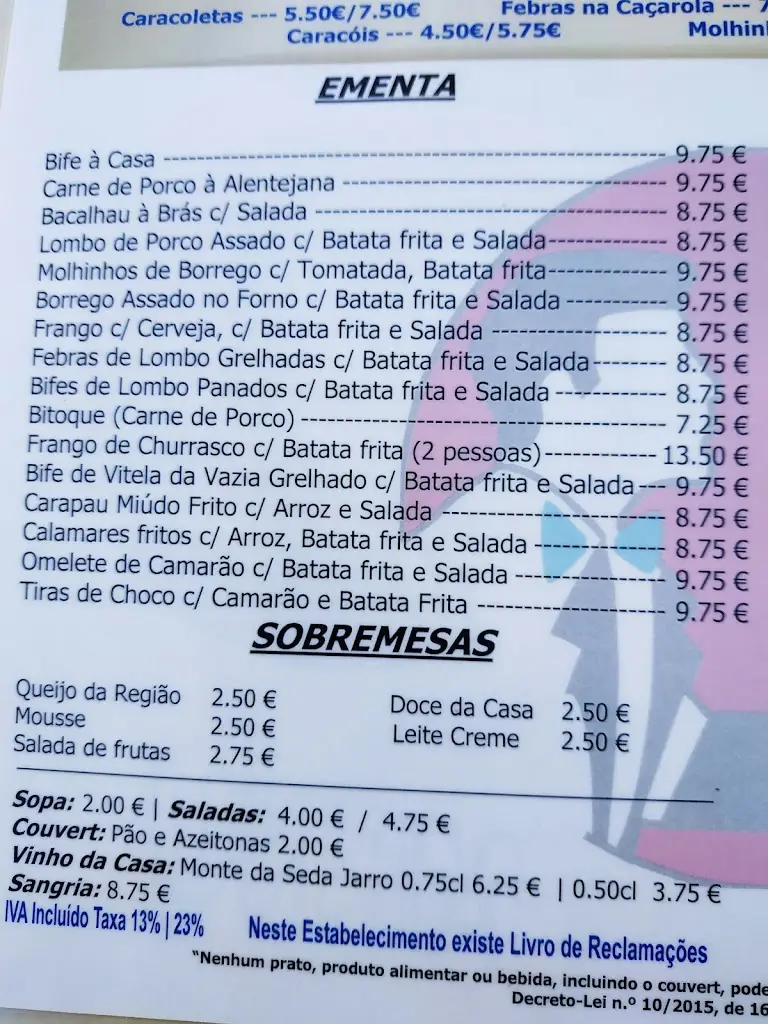 Caracoletas --- 5.50€/7.50€
Febras na Caçarola --- 7
Caracóis --- 4.50€/5.75€
EMENTA
Bife à Casa ---------- 9.75 €
Carne de Porco à Alentejana ---------- 9.75 €
Bacalhau à Brás c/ Salada ---------- 8.75 €
Lombo de Porco Assado c/ Batata frita e Salada---------- 8.75 €
Molhinhos de Borrego c/ Tomatada, Batata frita---------- 9.75 €
Borrego Assado no Forno c/ Batata frita e Salada ---------- 9.75 €
Frango c/ Cerveja, c/ Batata frita e Salada ---------- 8.75 €
Febras de Lombo Grelhadas c/ Batata frita e Salada---------- 8.75 €
Bifes de Lombo Panados c/ Batata frita e Salada ---------- 8.75 €
Bitoque (Carne de Porco) ---------- 7.25 €
Frango de Churrasco c/ Batata frita (2 pessoas)---------- 13.50 €
Bife de Vitela da Vazia Grelhado c/ Batata frita e Salada--- 9.75 €
Carapau Miúdo Frito c/ Arroz e Salada ---------- 8.75 €
Calamares fritos c/ Arroz, Batata frita e Salada ---------- 8.75 €
Omelete de Camarão c/ Batata frita e Salada ---------- 9.75 €
Tiras de Choco c/ Camarão e Batata Frita ---------- 9.75 €
SOBREMESAS
Queijo da Região 2.50 €
Mousse 2.50 €
Salada de frutas 2.75 €
Doce da Casa 2.50 €
Leite Creme 2.50 €
Sopa: 2.00 € | Saladas: 4.00 € / 4.75 €
Couvert: Pão e Azeitonas 2.00 €
Vinho da Casa: Monte da Seda Jarro 0.75cl 6.25 € | 0.50cl 3.75 €
Sangria: 8.75 €
IVA Incluído Taxa 13% | 23%
Neste Estabelecimento existe Livro de Reclamações
"Nenhum prato, produto alimentar ou bebida, incluindo o couvert, pode
Decreto-Lei n.º 10/2015, de 16